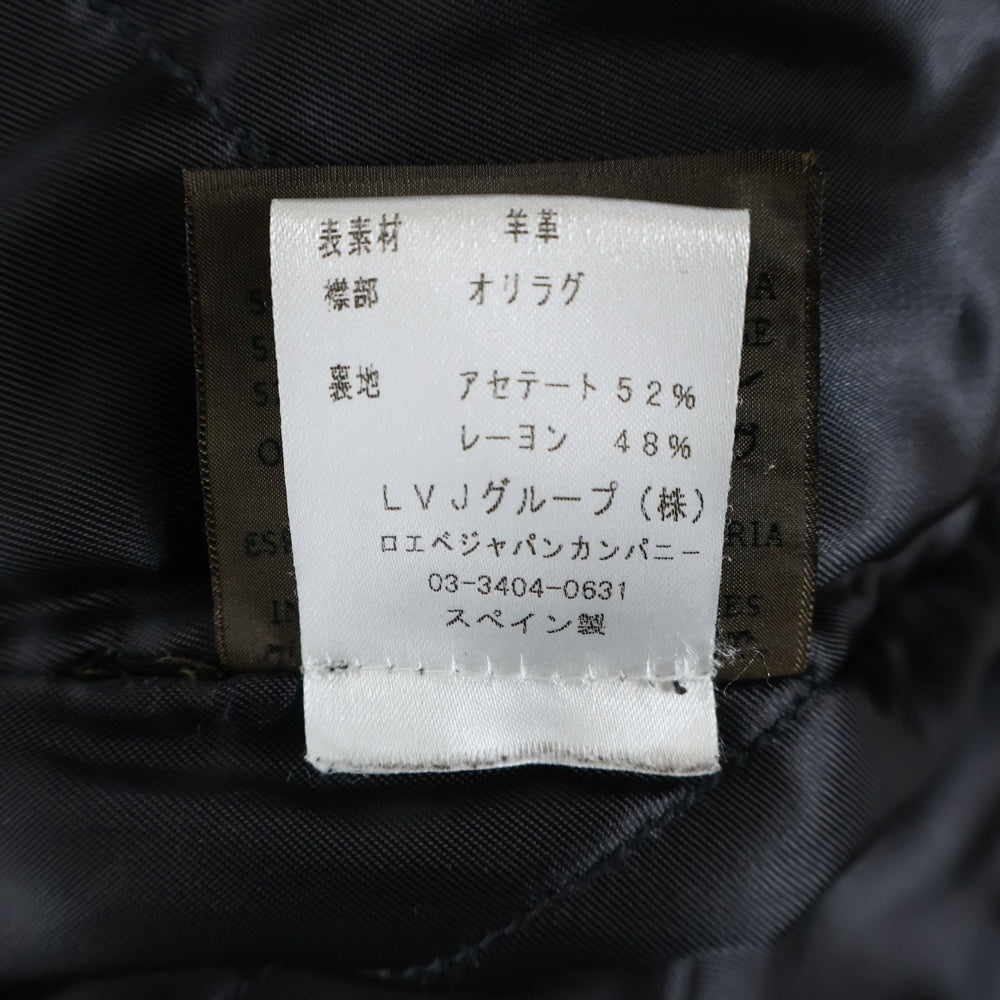 表素材 羊革
襟部 オリラグ
裏地 アセテート 52%
レーヨン 48%
LVJグループ(株)
ロエベジャパンカンパニー
03-3404-0631
スペイン製